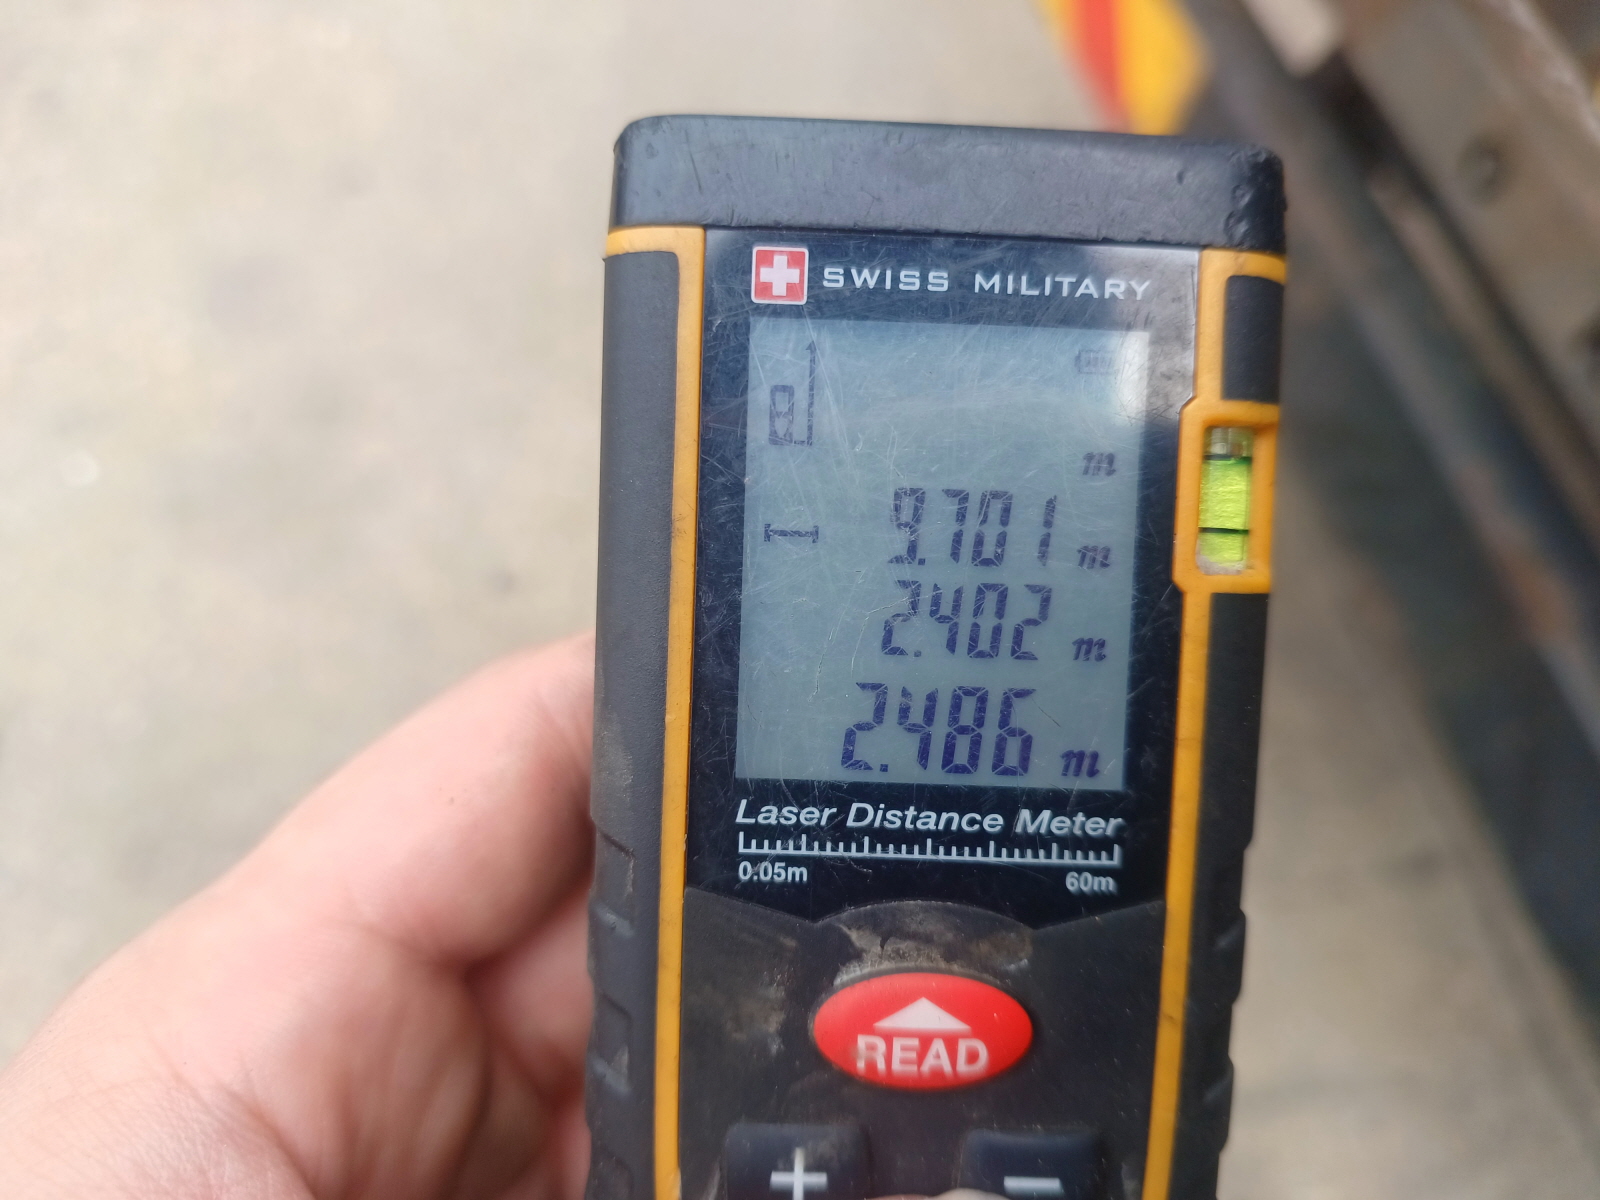 SWISS MILITARY
m
9.701 m
2.402 m
2.486 m
Laser Distance Meter
0.05m 60m
READ
+ −